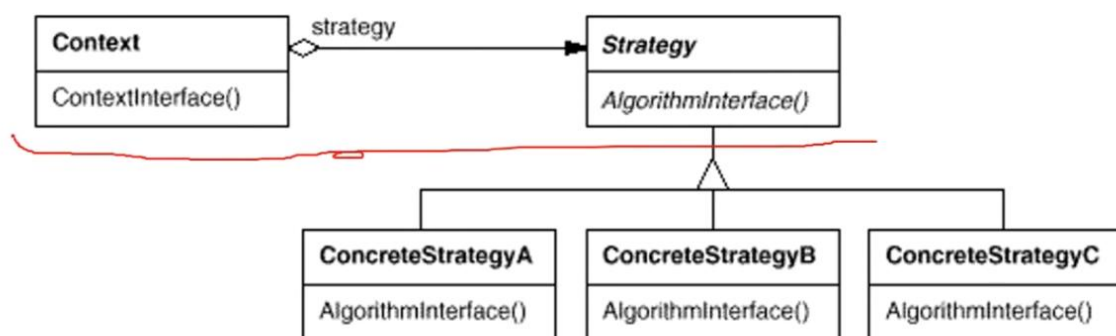 strategy
Context
Strategy
ContextInterface()
AlgorithmInterface()
ConcreteStrategyA
ConcreteStrategyB
ConcreteStrategyC
AlgorithmInterface()
AlgorithmInterface()
AlgorithmInterface()